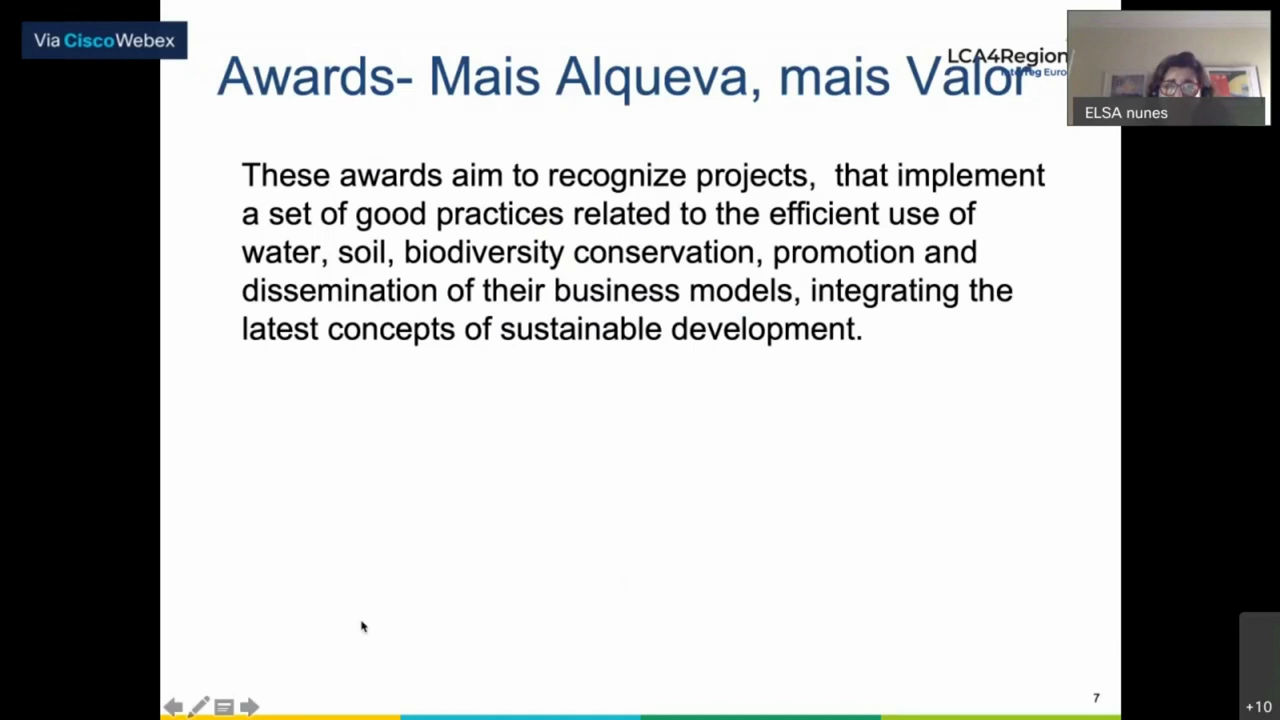 Via CiscoWebex
Awards- Mais Alqueva, mais Valor
LCA4Region
Interreg Euro
ELSA nunes
These awards aim to recognize projects,  that implement
a set of good practices related to the efficient use of
water, soil, biodiversity conservation, promotion and
dissemination of their business models, integrating the
latest concepts of sustainable development.
7
+10